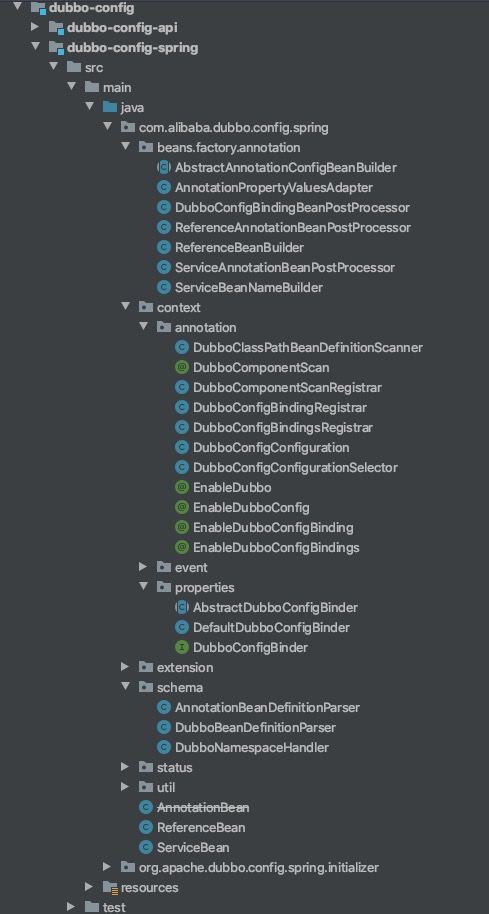 dubbo-config
dubbo-config-api
dubbo-config-spring
src
main
java
com.alibaba.dubbo.config.spring
beans.factory.annotation
AbstractAnnotationConfigBeanBuilder
AnnotationPropertyValuesAdapter
DubboConfigBindingBeanPostProcessor
ReferenceAnnotationBeanPostProcessor
ReferenceBeanBuilder
ServiceAnnotationBeanPostProcessor
ServiceBeanNameBuilder
context
annotation
DubboClassPathBeanDefinitionScanner
DubboComponentScan
DubboComponentScanRegistrar
DubboConfigBindingRegistrar
DubboConfigBindingsRegistrar
DubboConfigConfiguration
DubboConfigConfigurationSelector
EnableDubbo
EnableDubboConfig
EnableDubboConfigBinding
EnableDubboConfigBindings
event
properties
AbstractDubboConfigBinder
DefaultDubboConfigBinder
DubboConfigBinder
extension
schema
AnnotationBeanDefinitionParser
DubboBeanDefinitionParser
DubboNamespaceHandler
status
util
AnnotationBean
ReferenceBean
ServiceBean
org.apache.dubbo.config.spring.initializer
resources
test